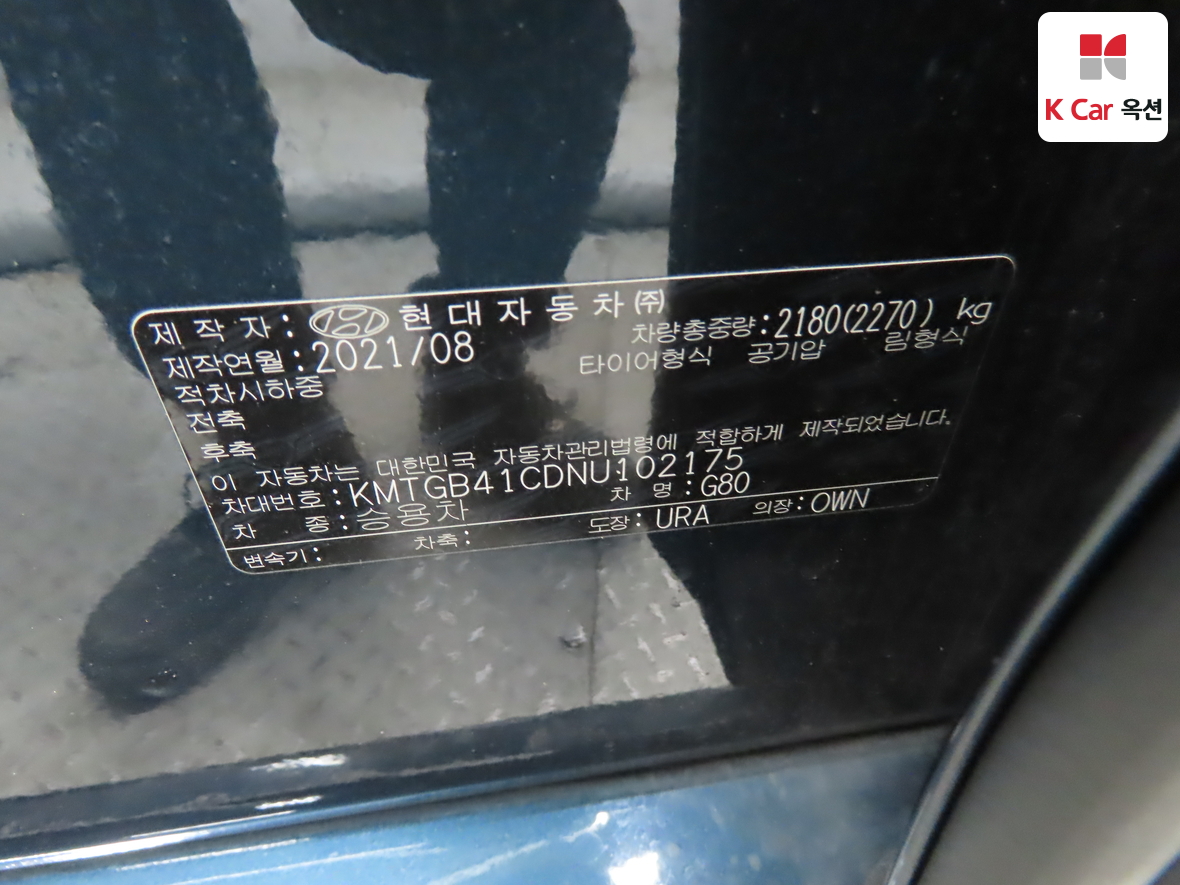 K Car 옥션
제 작 자 : 현 대 자 동 차 ㈜
제작연월 : 2021/08 차량총중량 : 2180(2270) kg
적차시하중 타이어형식 공기압 림형식
전축
후축
이 자동차는 대한민국 자동차관리법령에 적합하게 제작되었습니다.
차대번호 : KMTGB41CDNU102175
차 종 : 승용차 차 명 : G80
변속기 : 차축 : 도장 : URA 의장 : OWN